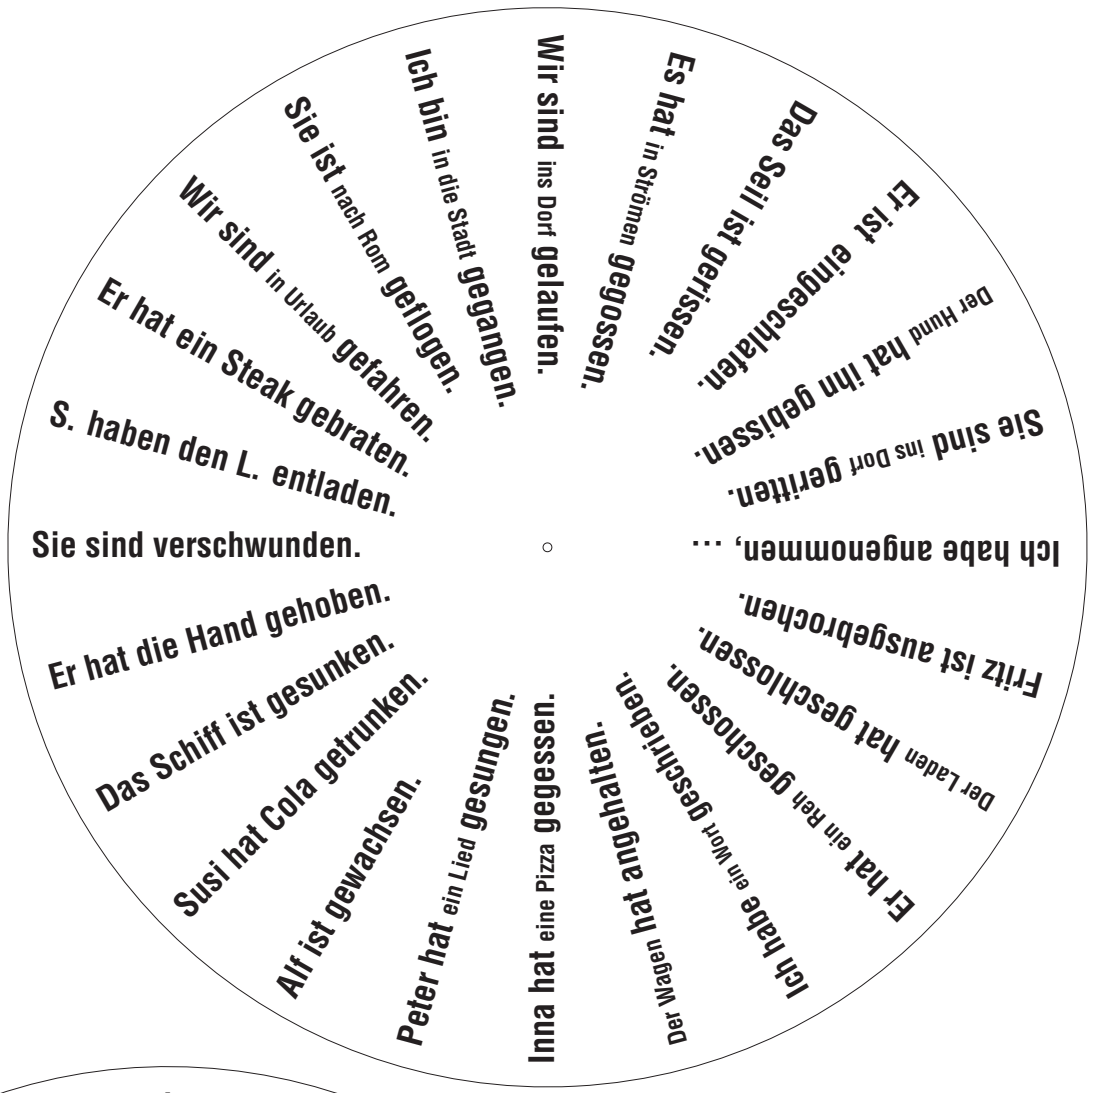 Wir sind ins Dorf gelaufen.
Es hat in Strömen gegossen.
Das Seil ist gerissen.
Er ist eingeschlafen.
Der Hund hat ihn gebissen.
Sie sind ins Dorf geritten.
Ich habe angenommen, ...
Fritz ist ausgebrochen.
Der Laden hat geschlossen.
Er hat ein Reh geschossen.
Ich habe ein Wort geschrieben.
Der Wagen hat angehalten.
Inna hat eine Pizza gegessen.
Peter hat ein Lied gesungen.
Alf ist gewachsen.
Susi hat Cola getrunken.
Das Schiff ist gesunken.
Er hat die Hand gehoben.
Sie sind verschwunden.
S. haben den L. entladen.
Er hat ein Steak gebraten.
Wir sind in Urlaub gefahren.
Sie ist nach Rom geflogen.
Ich bin in die Stadt gegangen.